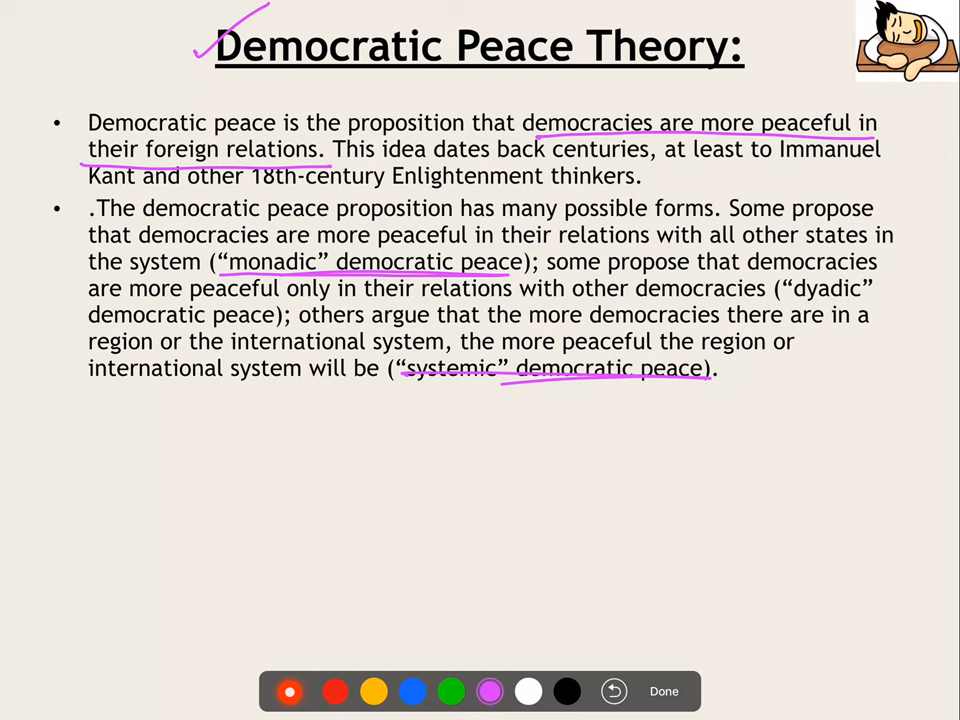 Democratic Peace Theory:
• Democratic peace is the proposition that democracies are more peaceful in
their foreign relations. This idea dates back centuries, at least to Immanuel
Kant and other 18th-century Enlightenment thinkers.
• .The democratic peace proposition has many possible forms. Some propose
that democracies are more peaceful in their relations with all other states in
the system (“monadic” democratic peace); some propose that democracies
are more peaceful only in their relations with other democracies (“dyadic”
democratic peace); others argue that the more democracies there are in a
region or the international system, the more peaceful the region or
international system will be (“systemic” democratic peace).
Done